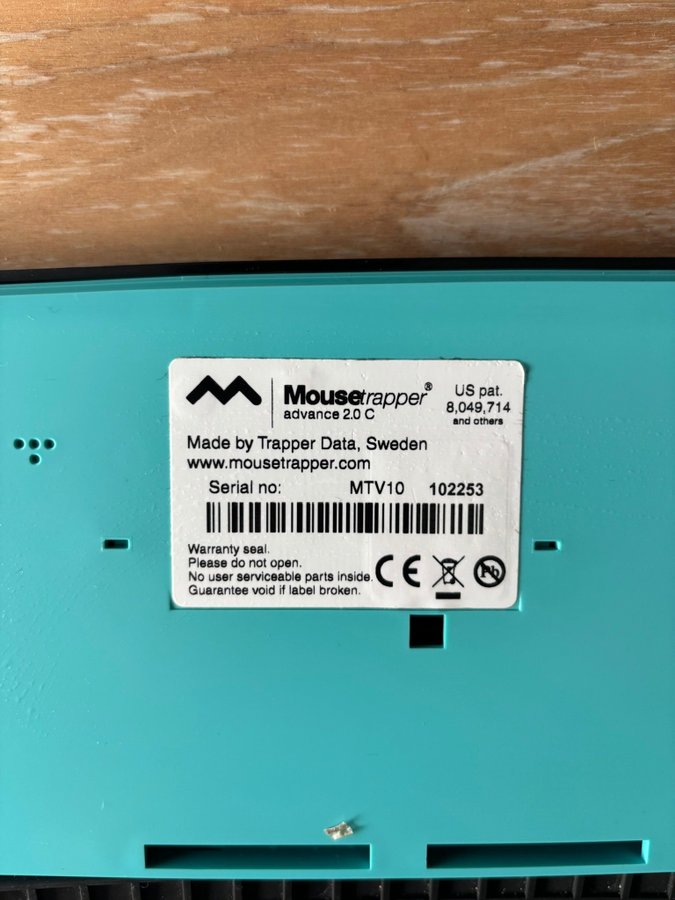 Mousetrapper®
advance 2.0 C
US pat.
8,049,714
and others
Made by Trapper Data, Sweden
www.mousetrapper.com
Serial no: MTV10 102253
Warranty seal.
Please do not open.
No user serviceable parts inside.
Guarantee void if label broken.
CE
Pb